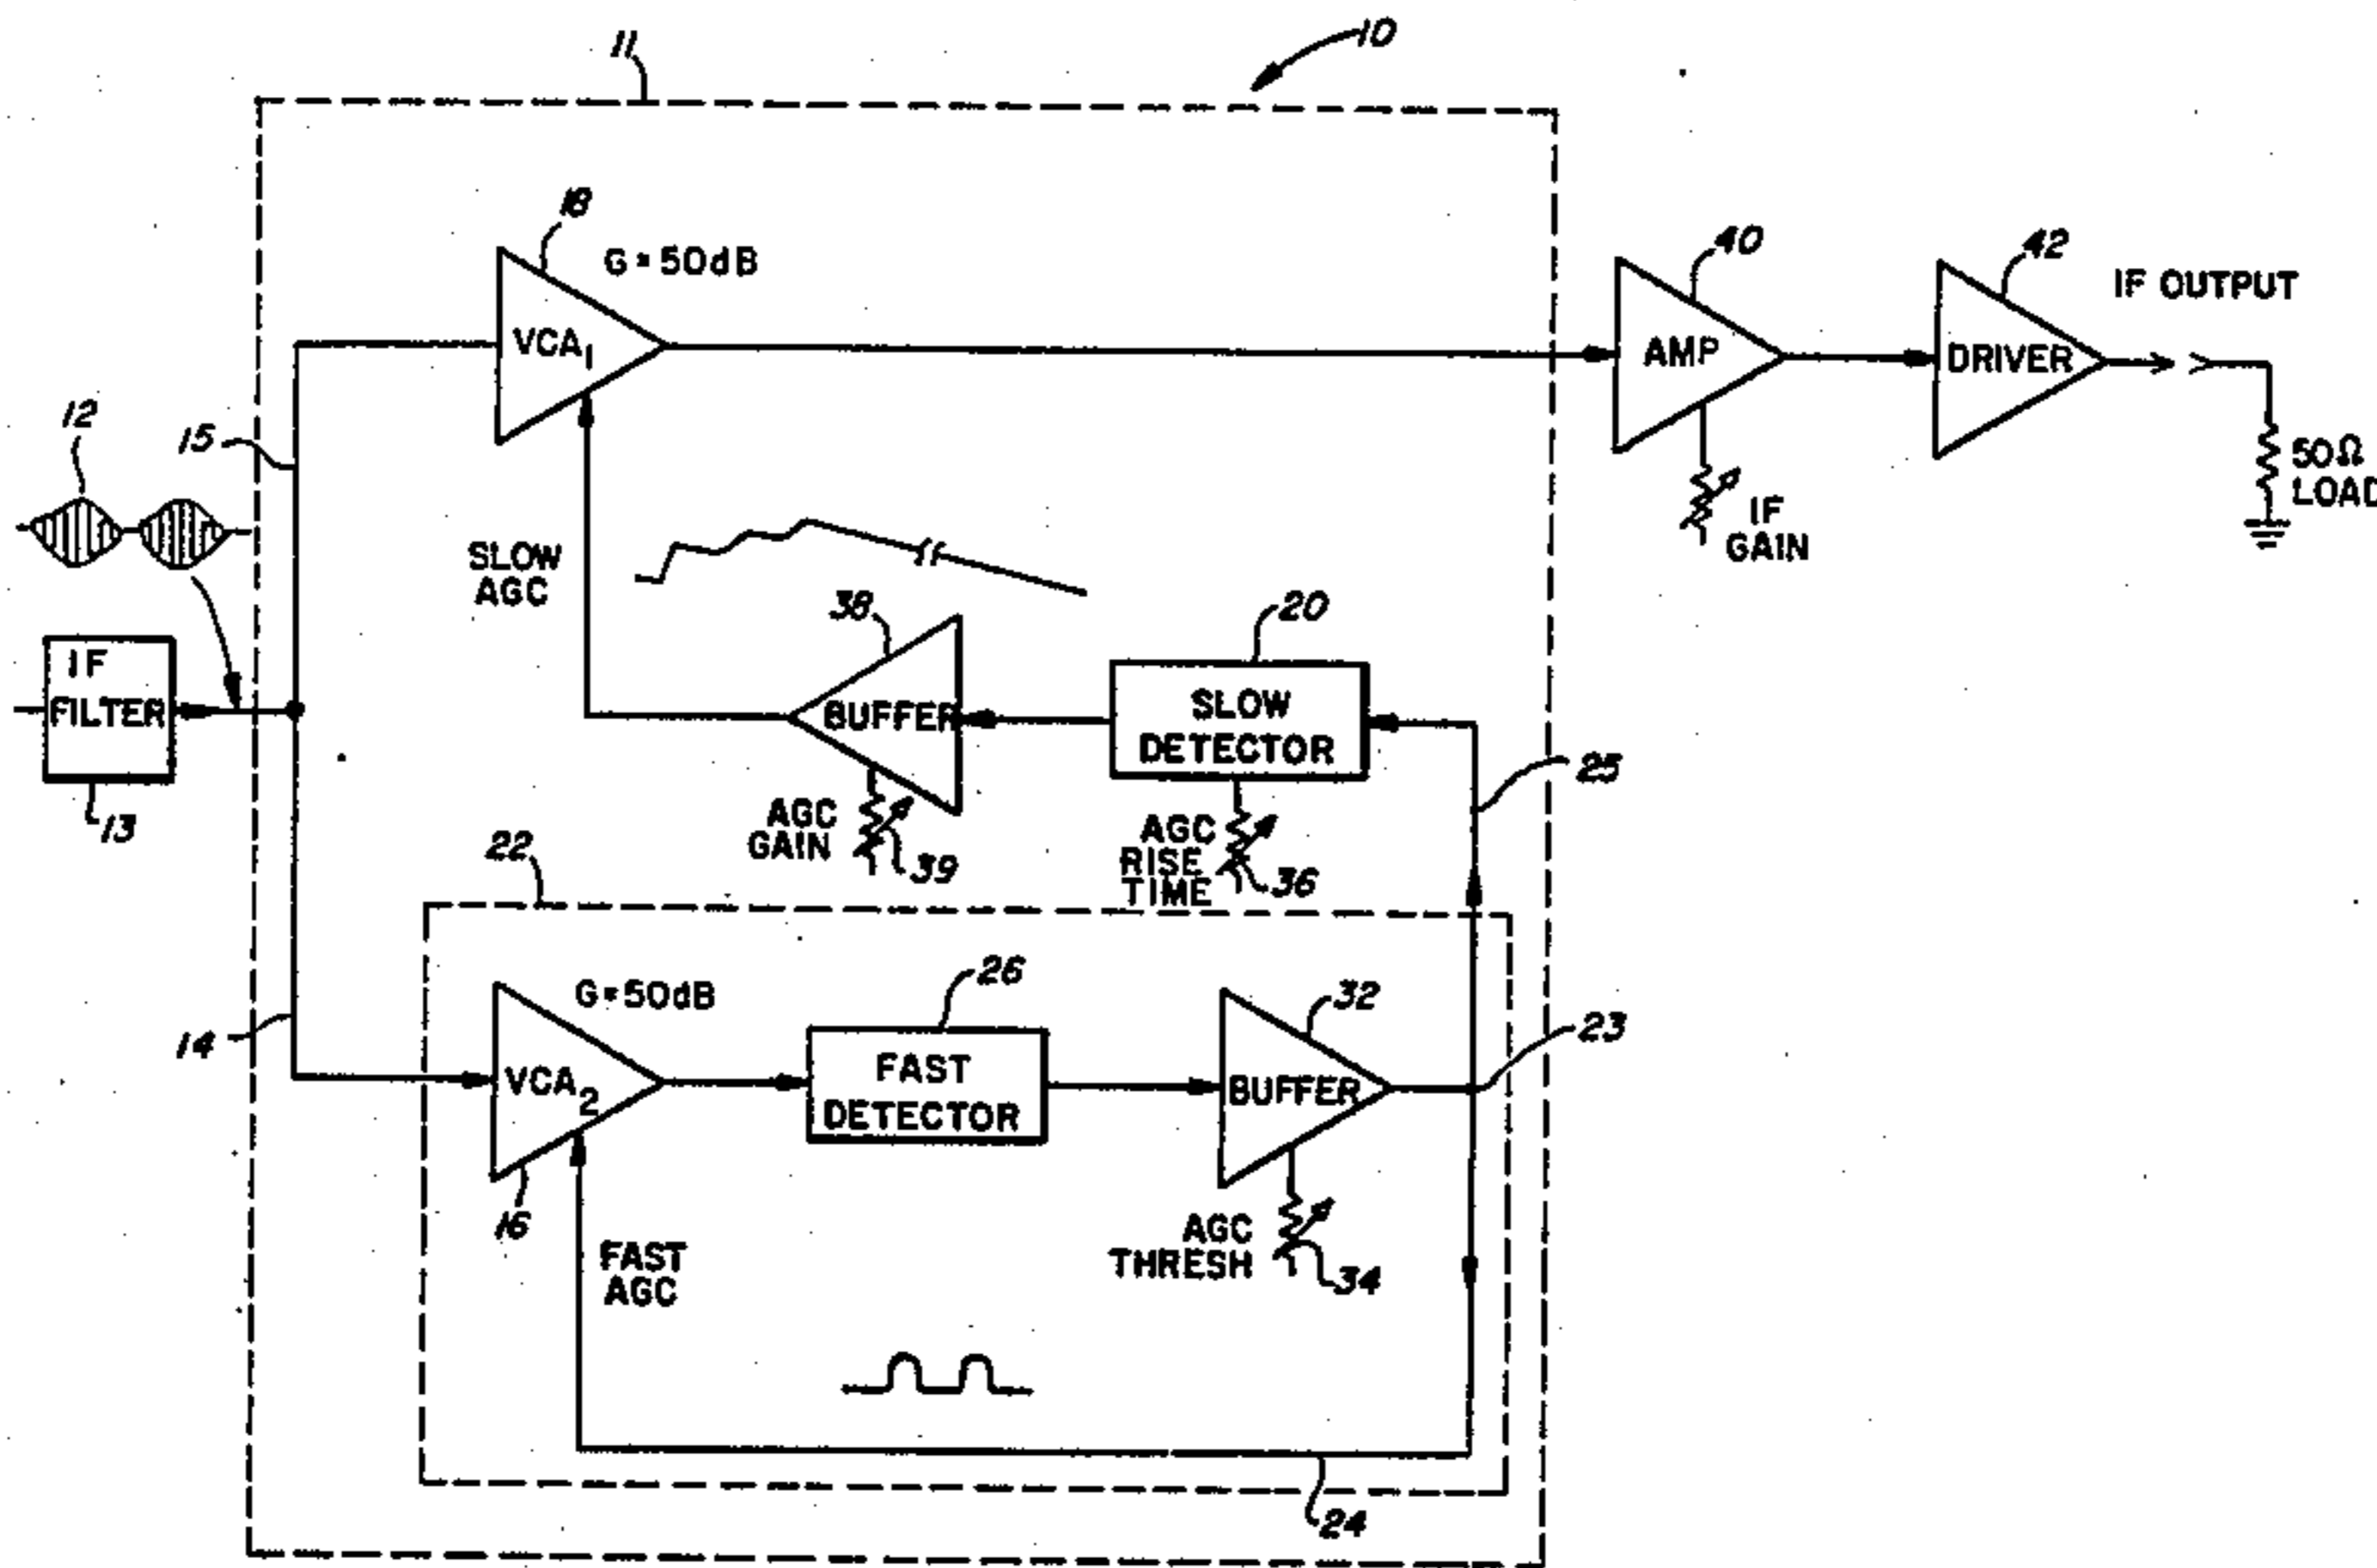 11
10
18
G = 50dB
VCA1
40
AMP
42
DRIVER
IF OUTPUT
50Ω
LOAD
IF
GAIN
12
15
SLOW
AGC
38
BUFFER
20
SLOW
DETECTOR
IF
FILTER
13
AGC
GAIN
39
AGC
RISE
TIME
36
25
22
14
G = 50dB
VCA2
16
26
FAST
DETECTOR
32
BUFFER
23
AGC
THRESH
34
FAST
AGC
24